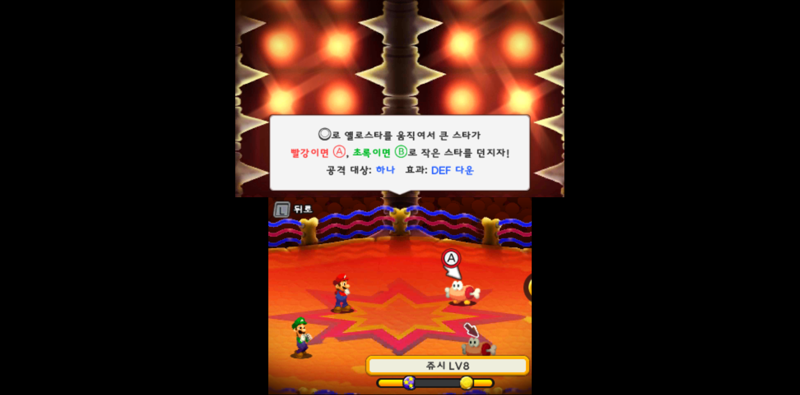 로 옐로스타를 움직여서 큰 스타가
빨강이면 Ⓐ, 초록이면 Ⓑ로 작은 스타를 던지자!
공격 대상: 하나 효과: DEF 다운
L 뒤로
A
쥬시 LV8